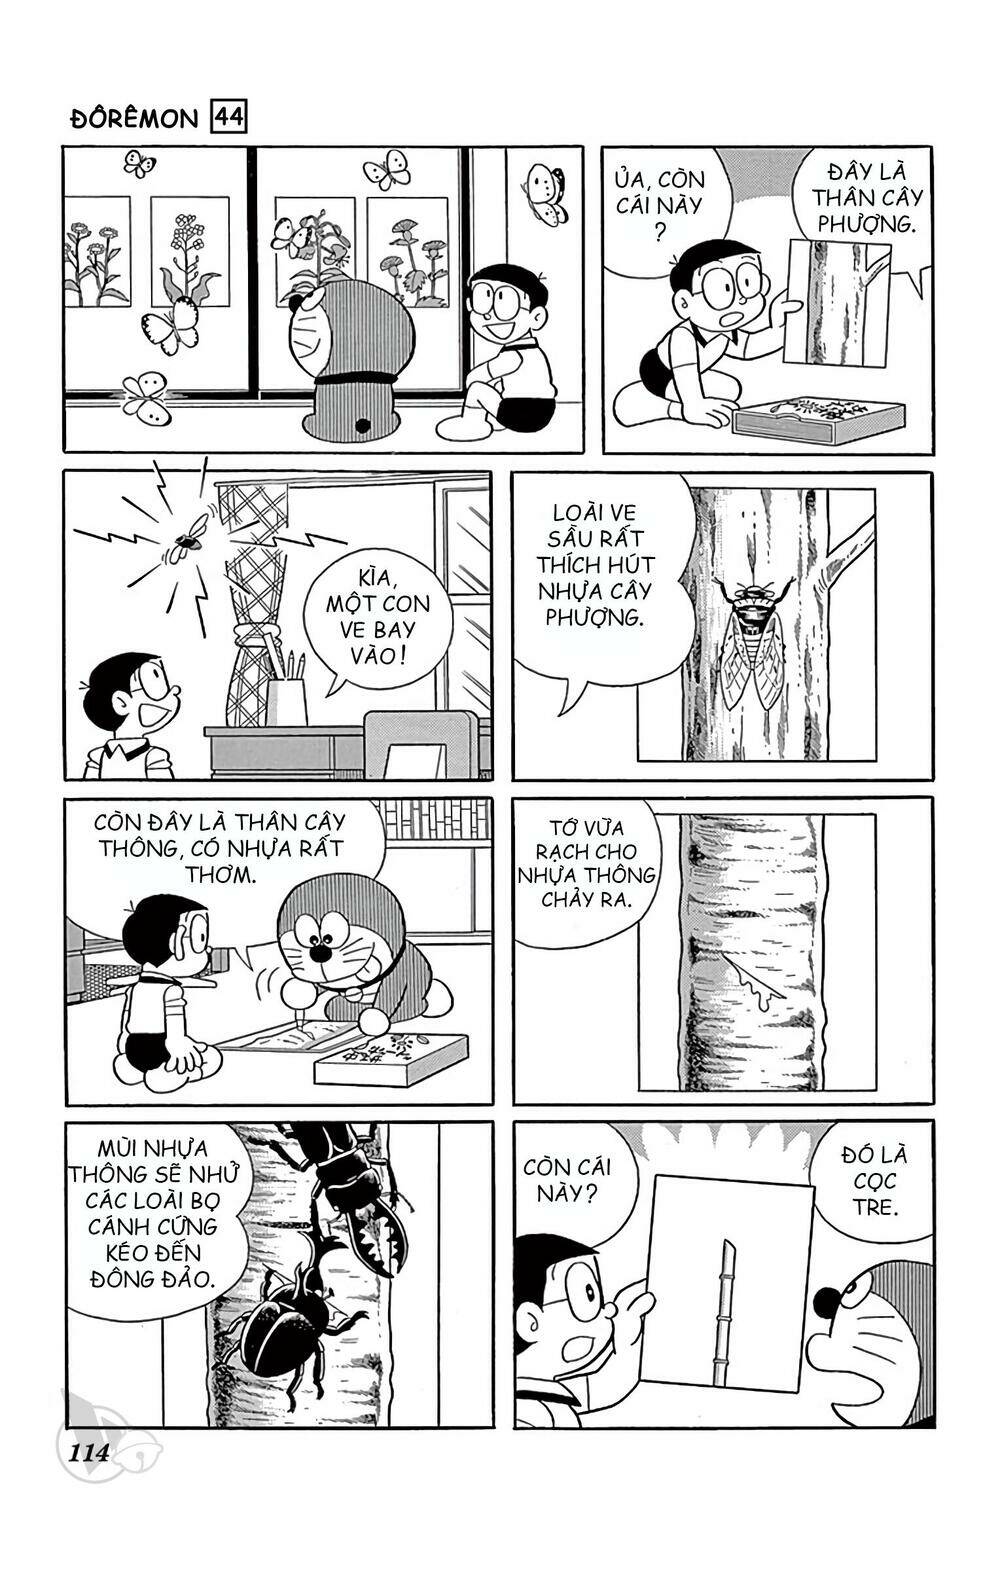 ĐÔRÊMON 44
ỦA, CÒN
CÁI NÀY
?
ĐÂY LÀ
THÂN CÂY
PHƯỢNG.
KÌA,
MỘT CON
VE BAY
VÀO!
LOÀI VE
SẦU RẤT
THÍCH HÚT
NHỰA CÂY
PHƯỢNG.
CÒN ĐÂY LÀ THÂN CÂY
THÔNG, CÓ NHỰA RẤT
THƠM.
TỚ VỪA
RẠCH CHO
NHỰA THÔNG
CHẢY RA.
MÙI NHỰA
THÔNG SẼ NHỬ
CÁC LOÀI BỌ
CÁNH CỨNG
KÉO ĐẾN
ĐÔNG ĐẢO.
CÒN CÁI
NÀY?
ĐÓ LÀ
CỌC
TRE.
114